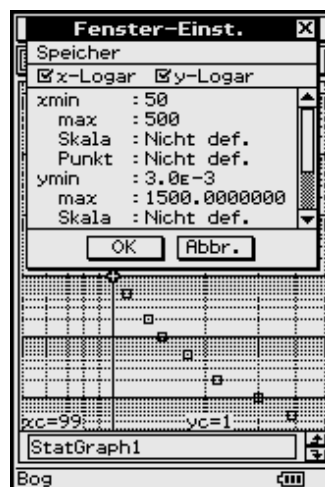 Fenster-Einst.
Speicher
x-Logar y-Logar
xmin :50
max :500
Skala :Nicht def.
Punkt :Nicht def.
ymin :3.0E-3
max :1500.0000000
Skala :Nicht def.
OK Abbr.
xc=99 yc=1
StatGraph1
Bog